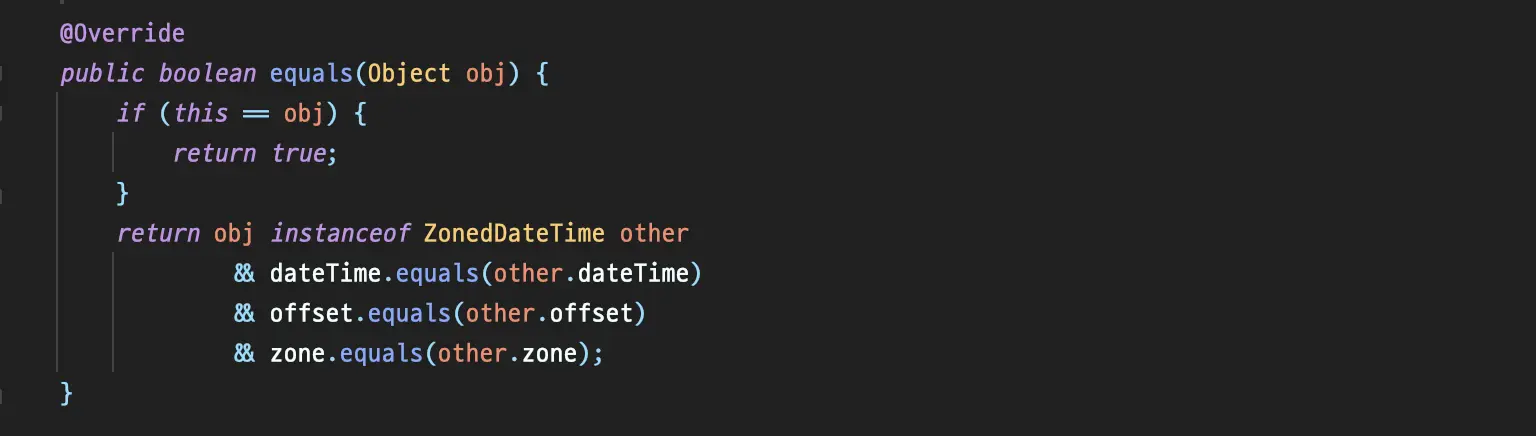 @Override
public boolean equals(Object obj) {
if (this == obj) {
return true;
}
return obj instanceof ZonedDateTime other
&& dateTime.equals(other.dateTime)
&& offset.equals(other.offset)
&& zone.equals(other.zone);
}